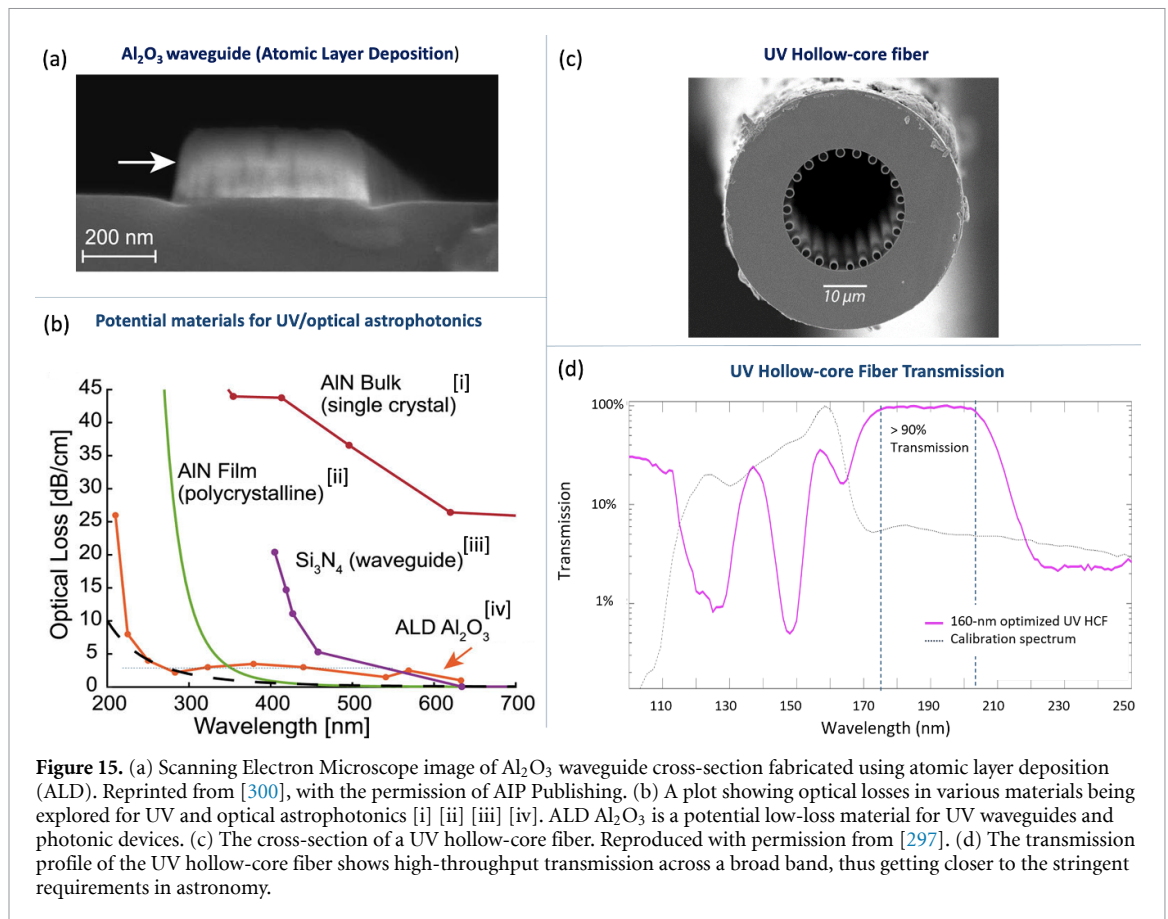 (a)
Al₂O₃ waveguide (Atomic Layer Deposition)
200 nm
(b)
Potential materials for UV/optical astrophotonics
Optical Loss [dB/cm]
45
40
35
30
25
20
15
10
5
0
AlN Bulk [i]
(single crystal)
AlN Film
(polycrystalline) [ii]
Si₃N₄ (waveguide) [iii]
ALD Al₂O₃ [iv]
200 300 400 500 600 700
Wavelength [nm]
(c)
UV Hollow-core fiber
10 µm
(d)
UV Hollow-core Fiber Transmission
Transmission
100%
10%
1%
> 90%
Transmission
160-nm optimized UV HCF
Calibration spectrum
110 130 150 170 190 210 230 250
Wavelength (nm)
Figure 15. (a) Scanning Electron Microscope image of Al₂O₃ waveguide cross-section fabricated using atomic layer deposition
(ALD). Reprinted from [300], with the permission of AIP Publishing. (b) A plot showing optical losses in various materials being
explored for UV and optical astrophotonics [i] [ii] [iii] [iv]. ALD Al₂O₃ is a potential low-loss material for UV waveguides and
photonic devices. (c) The cross-section of a UV hollow-core fiber. Reproduced with permission from [297]. (d) The transmission
profile of the UV hollow-core fiber shows high-throughput transmission across a broad band, thus getting closer to the stringent
requirements in astronomy.